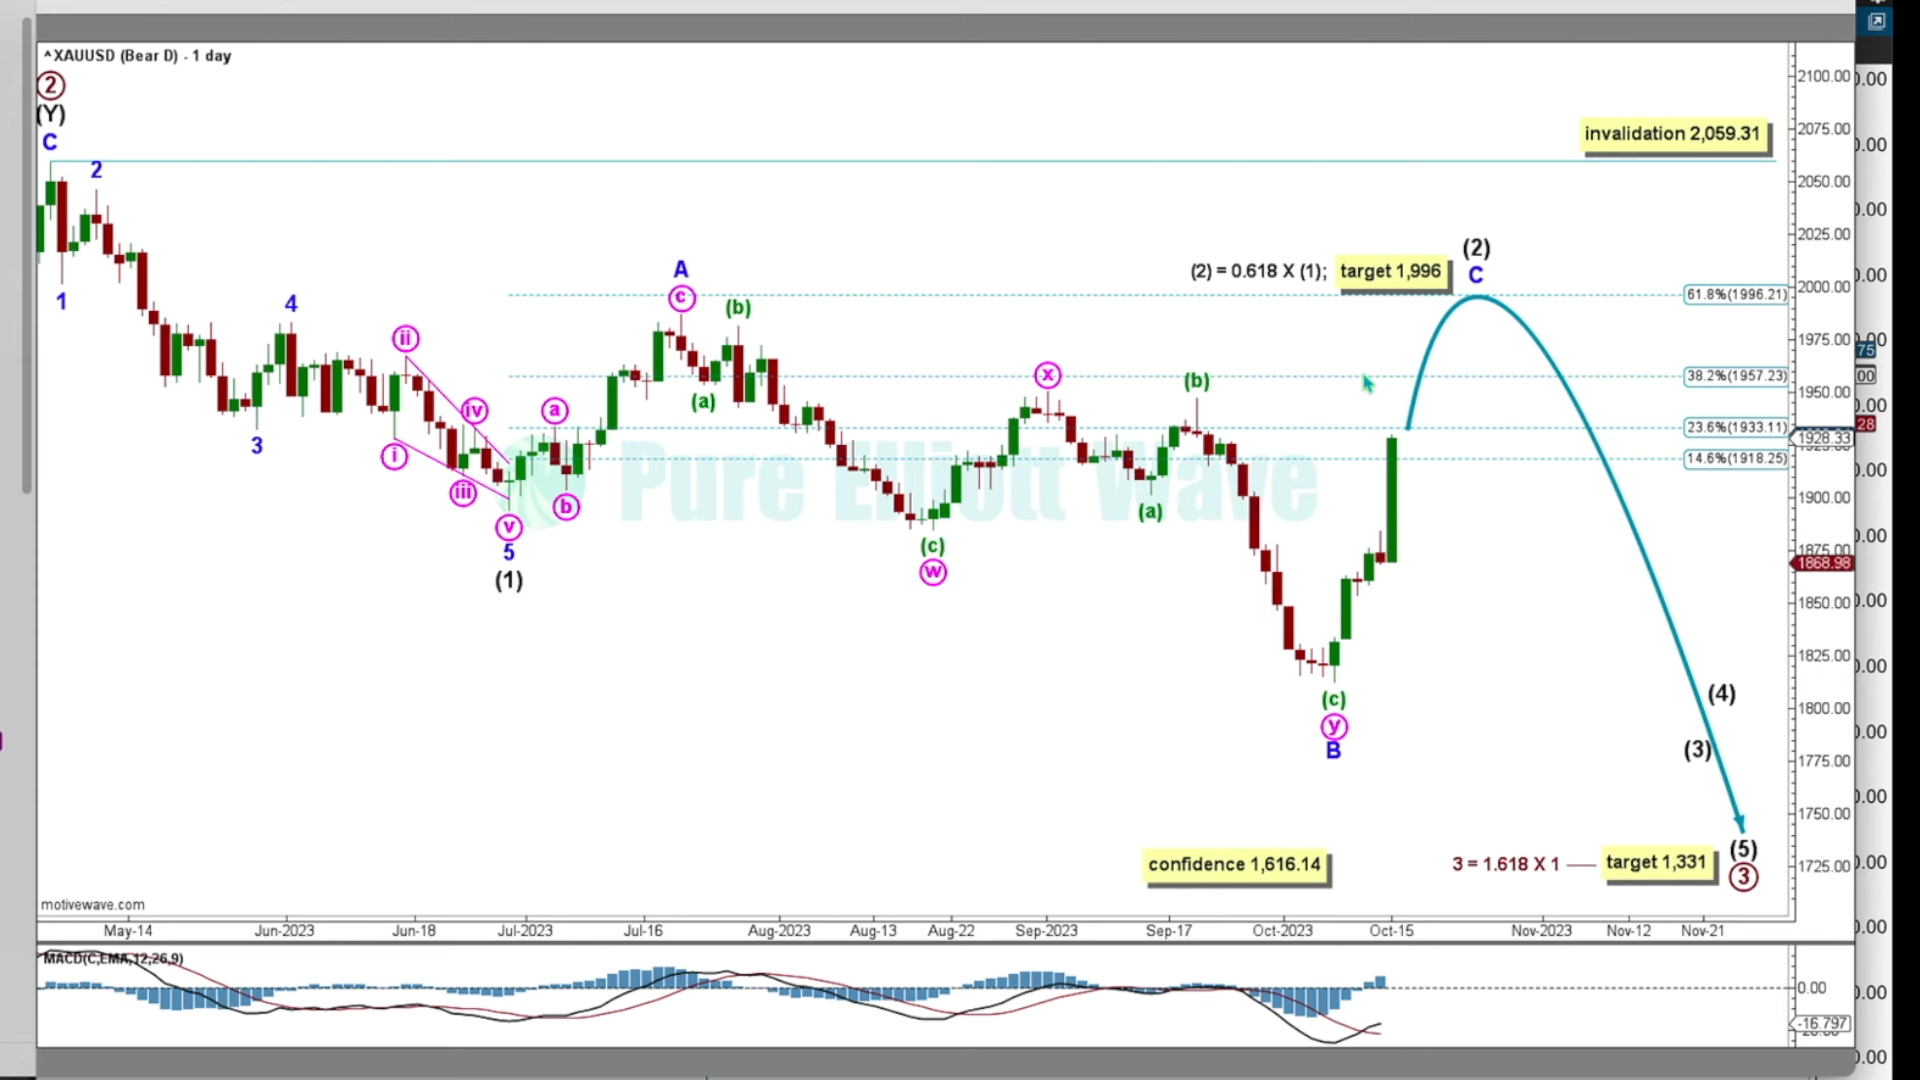 ^XAUUSD (Bear D) - 1 day
2
(Y)
C
2
1
4
3
ii
i
iv
iii
v
5
(1)
a
b
A
c
(b)
(a)
(c)
w
x
(b)
(a)
(c)
y
B
invalidation 2,059.31
(2) = 0.618 X (1); target 1,996
(2)
C
61.8%(1996.21)
38.2%(1957.23)
23.6%(1933.11)
14.6%(1918.25)
(4)
(3)
(5)
3
confidence 1,616.14
3 = 1.618 X 1
target 1,331
Pure Elliott Wave
2100.00
2075.00
2050.00
2025.00
2000.00
1975.00
1950.00
1928.33
1900.00
1875.00
1868.98
1850.00
1825.00
1800.00
1775.00
1750.00
1725.00
motivewave.com
May-14 Jun-2023 Jun-18 Jul-2023 Jul-16 Aug-2023 Aug-13 Aug-22 Sep-2023 Sep-17 Oct-2023 Oct-15 Nov-2023 Nov-12 Nov-21
MACD(C,EMA,12,26,9)
0.00
-16.797